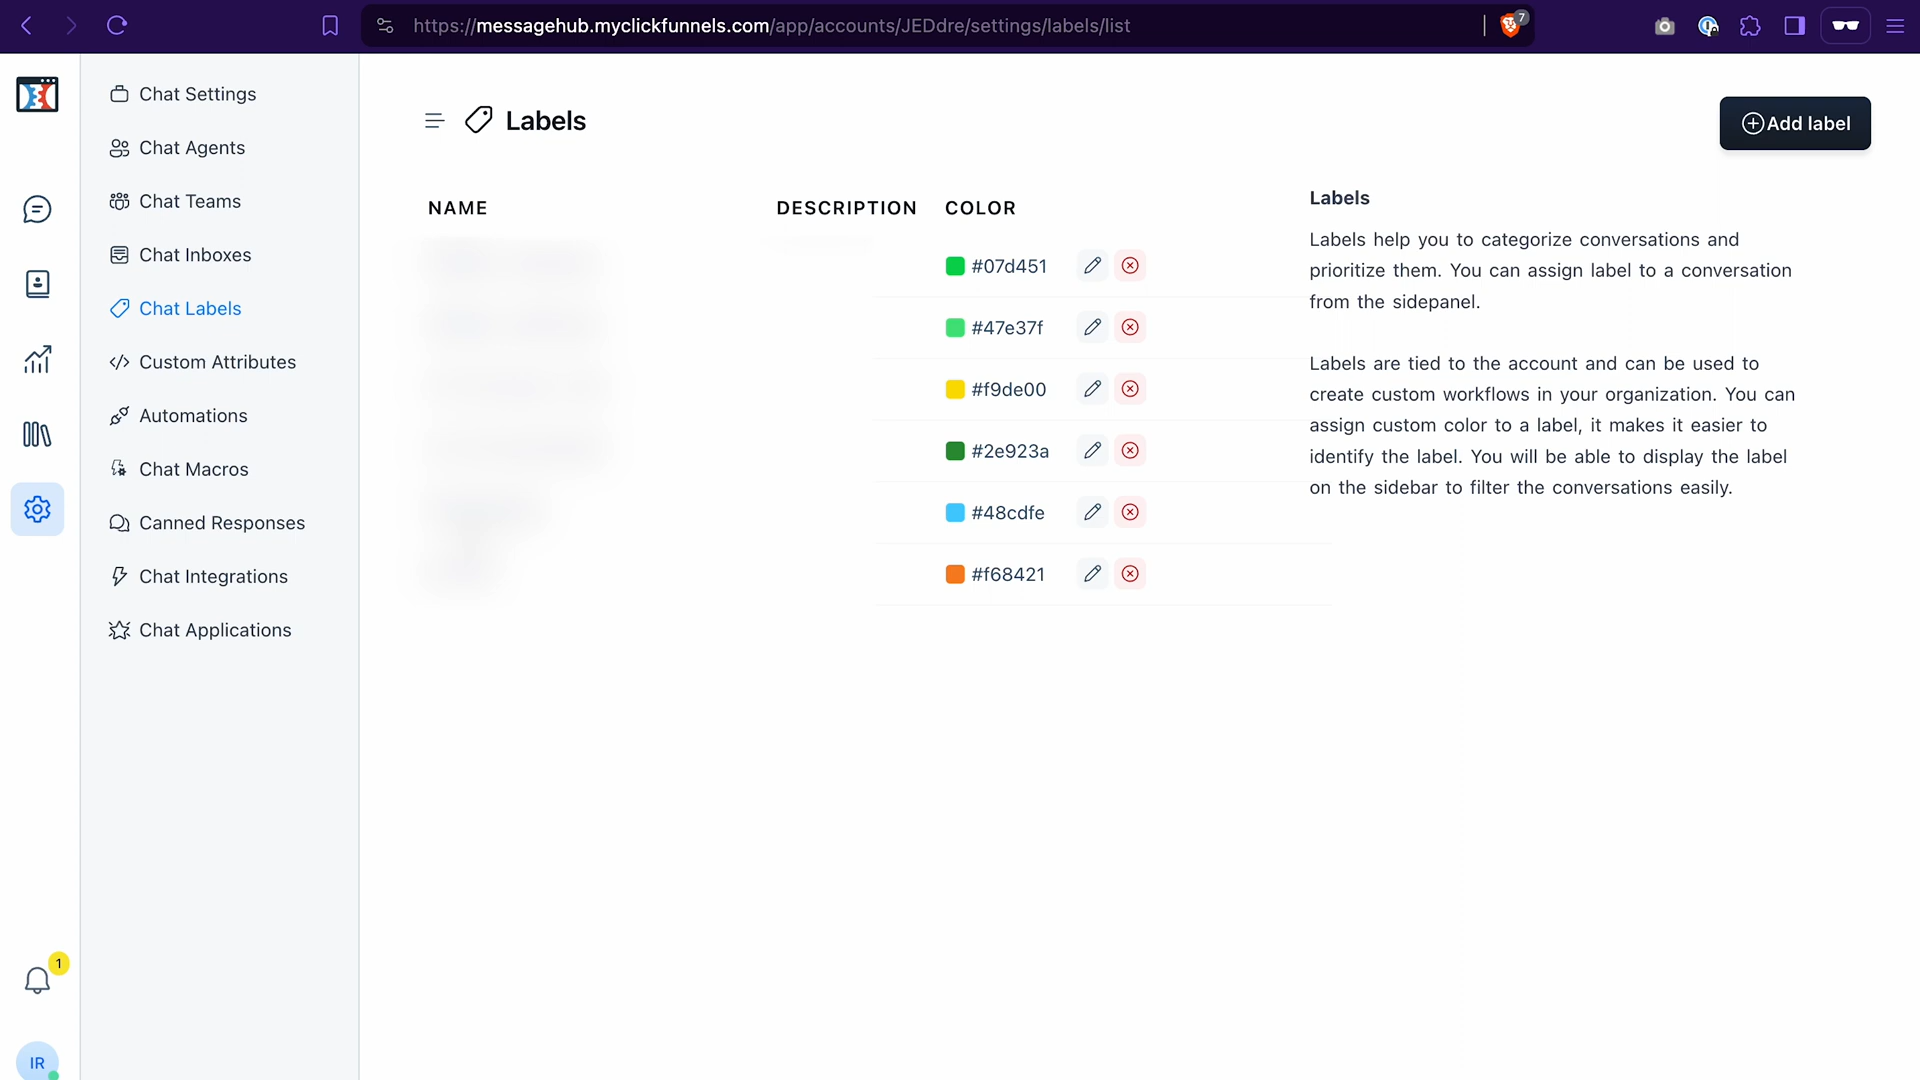 https://messagehub.myclickfunnels.com/app/accounts/JEDdre/settings/labels/list
7
Chat Settings
Chat Agents
Chat Teams
Chat Inboxes
Chat Labels
Custom Attributes
Automations
Chat Macros
Canned Responses
Chat Integrations
Chat Applications
1
IR
Labels
Add label
NAME DESCRIPTION COLOR
#07d451
#47e37f
#f9de00
#2e923a
#48cdfe
#f68421
Labels
Labels help you to categorize conversations and
prioritize them. You can assign label to a conversation
from the sidepanel.
Labels are tied to the account and can be used to
create custom workflows in your organization. You can
assign custom color to a label, it makes it easier to
identify the label. You will be able to display the label
on the sidebar to filter the conversations easily.